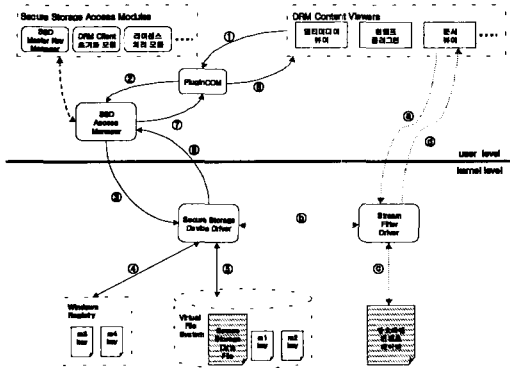 Secure Storage Access Modules
DRM Content Viewers
SSD
Master Key
Manager
DRM Client
초기화 모듈
라이센스
처리 모듈
멀티미디어
뷰어
플러그인
문서
뷰어
①
PluginCOM
②
⑧
SSD
Access
Manager
⑦
ⓐ
ⓓ
user level
kernel level
③
⑥
Secure Storage
Device Driver
ⓑ
Stream
Filter
Driver
④
⑤
ⓒ
Windows
Registry
Virtual
File
System
Secure
Storage
Data
File
m3
key
m4
key
m1
key
m2
key